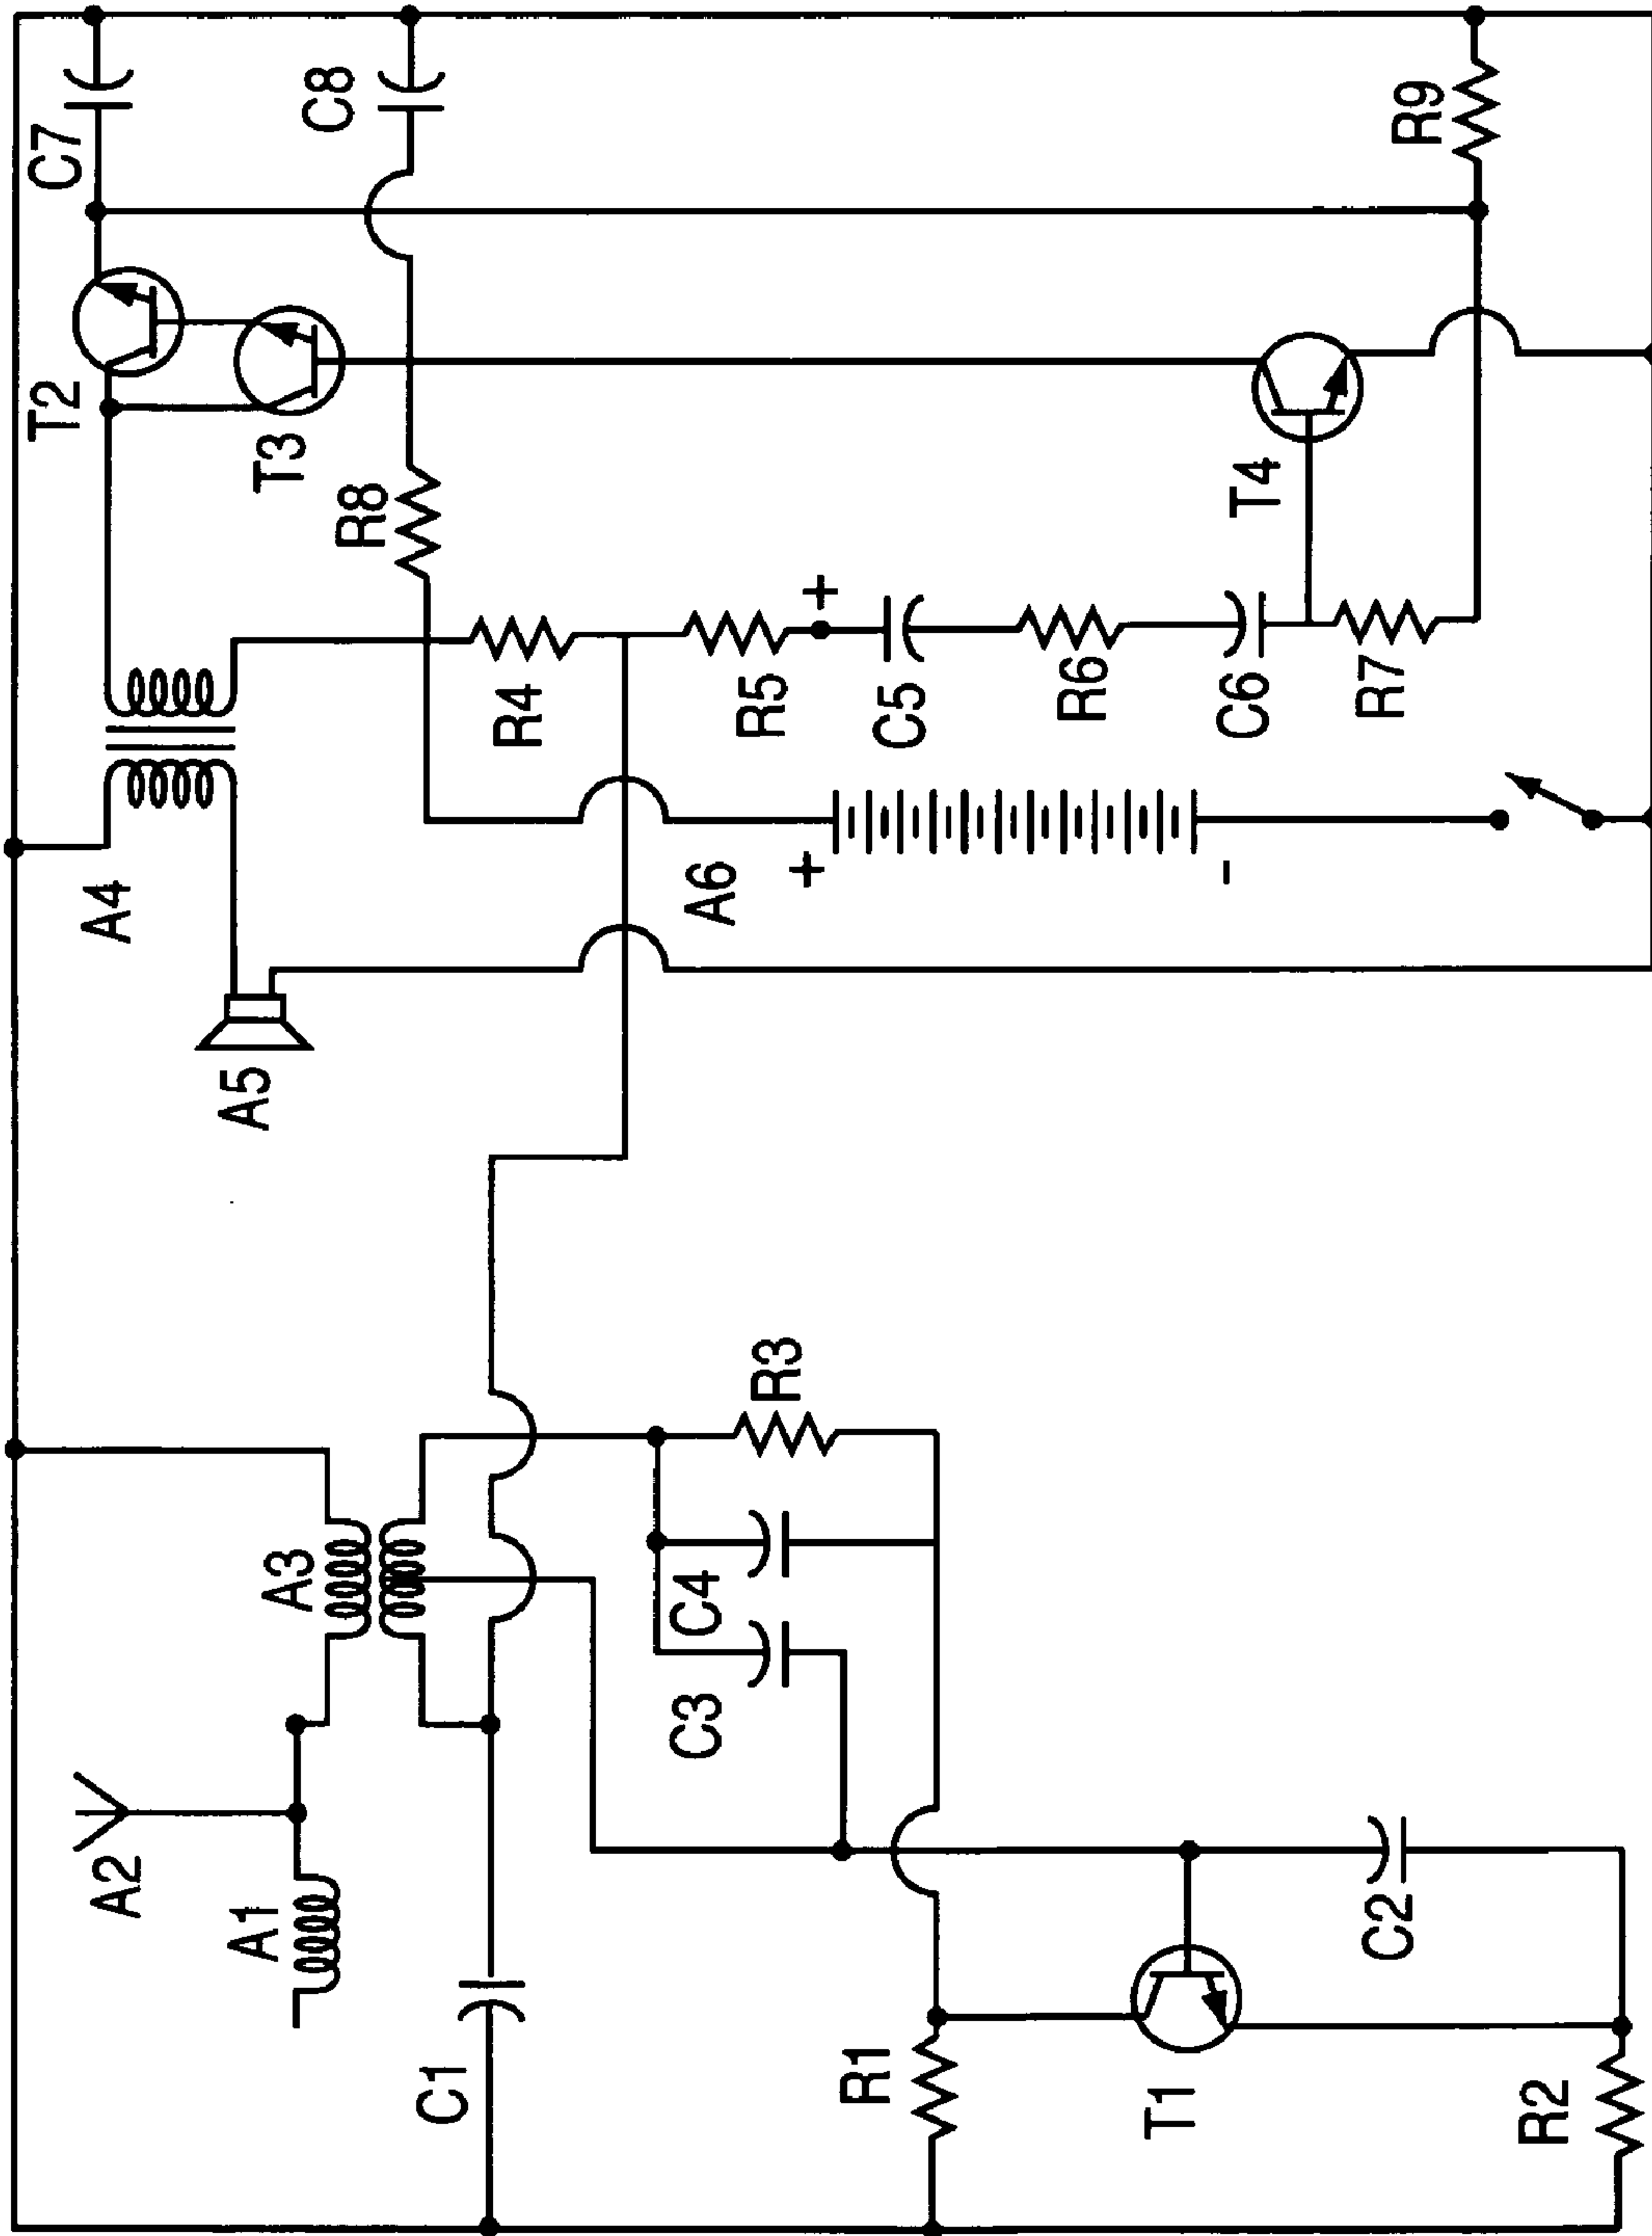 C7
C8
R9
T2
T3
R8
T4
+
R4
R5
C5
R6
C6
R7
A4
A6
+
-
A5
R3
A3
C4
C3
A2
A1
C1
R1
T1
C2
R2